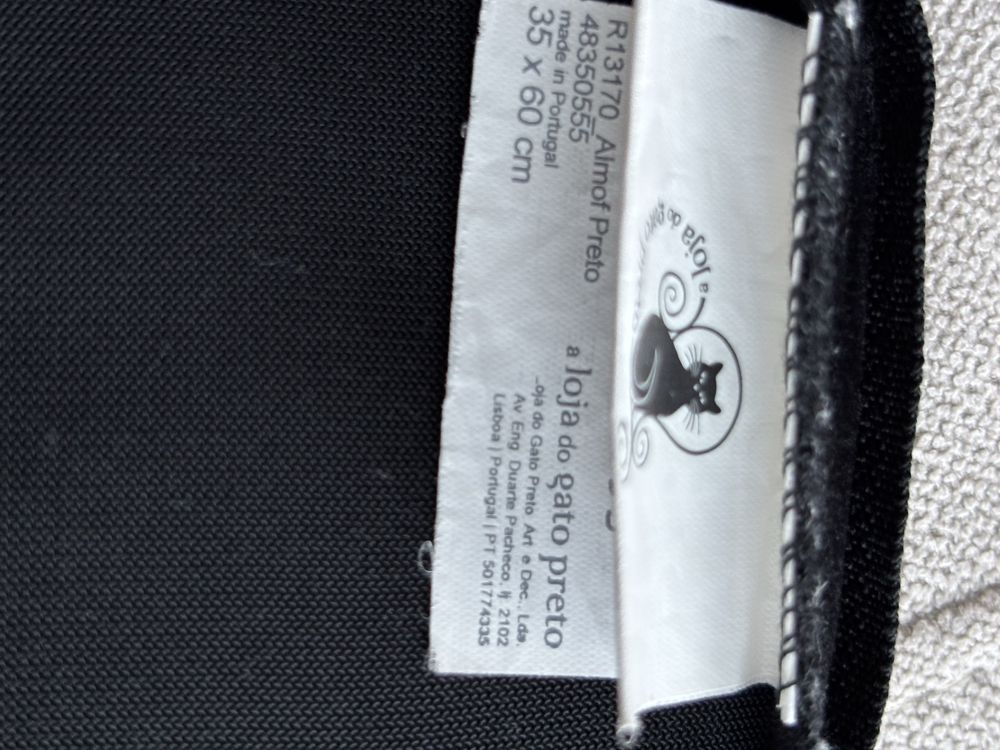 R13170_Almof Preto
48350555
made in Portugal
35 x 60 cm
a loja do gato preto
Loja do Gato Preto Art e Dec., Lda.
Av Eng Duarte Pacheco, lj 2102
Lisboa | Portugal | PT 501774335
a loja do gato